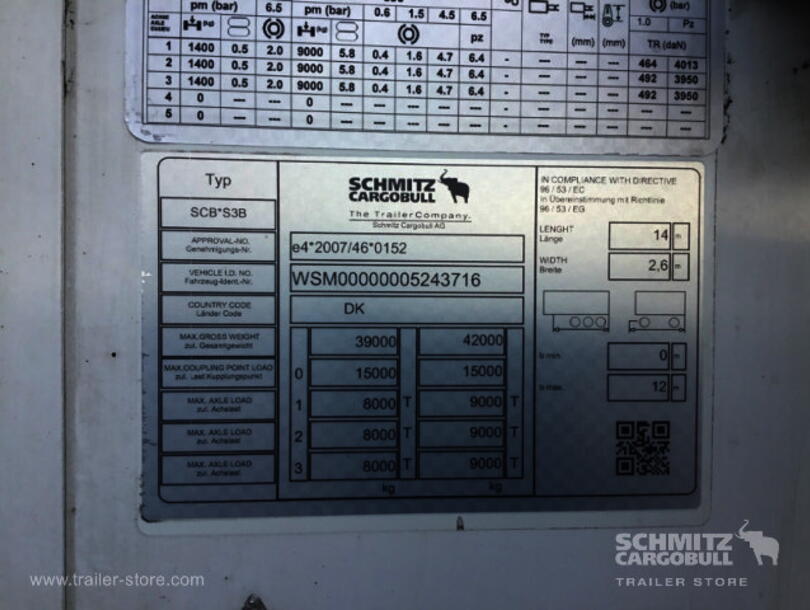 pm (bar) 6.5 pm (bar) 0.6 1.5 4.5 6.5 (bar)
pz TYP TYPE (mm) (mm) 1.0 Pz
TR (daN)
1 1400 0.5 2.0 9000 5.8 0.4 1.6 4.7 6.4 - --- --- --- 464 4013
2 1400 0.5 2.0 9000 5.8 0.4 1.6 4.7 6.4 - --- --- --- 492 3950
3 1400 0.5 2.0 9000 5.8 0.4 1.6 4.7 6.4 - --- --- --- 492 3950
4 0 --- --- 0 --- --- --- --- --- - --- --- --- --- ---
5 0 --- --- 0 --- --- --- --- --- - --- --- --- --- ---
Typ
SCB*S3B
SCHMITZ
CARGOBULL
The TrailerCompany.
Schmitz Cargobull AG
IN COMPLIANCE WITH DIRECTIVE
96 / 53 / EC
in Übereinstimmung mit Richtlinie
96 / 53 / EG
APPROVAL-NO.
Genehmigungs-Nr.
e4*2007/46*0152
VEHICLE I.D. NO.
Fahrzeug-Ident.-Nr.
WSM00000005243716
COUNTRY CODE
Länder Code
DK
MAX.GROSS WEIGHT
zul. Gesamtgewicht
39000 42000
MAX.COUPLING POINT LOAD
zul. Last Kupplungspunkt
0 15000 15000
MAX. AXLE LOAD
zul. Achslast
1 8000 T 9000 T
MAX. AXLE LOAD
zul. Achslast
2 8000 T 9000 T
MAX. AXLE LOAD
zul. Achslast
3 8000 T 9000 T
kg kg
LENGHT
Länge
14 m
WIDTH
Breite
2,6 m
b min. 0 m
b max. 12 m
www.trailer-store.com
SCHMITZ
CARGOBULL
TRAILER STORE